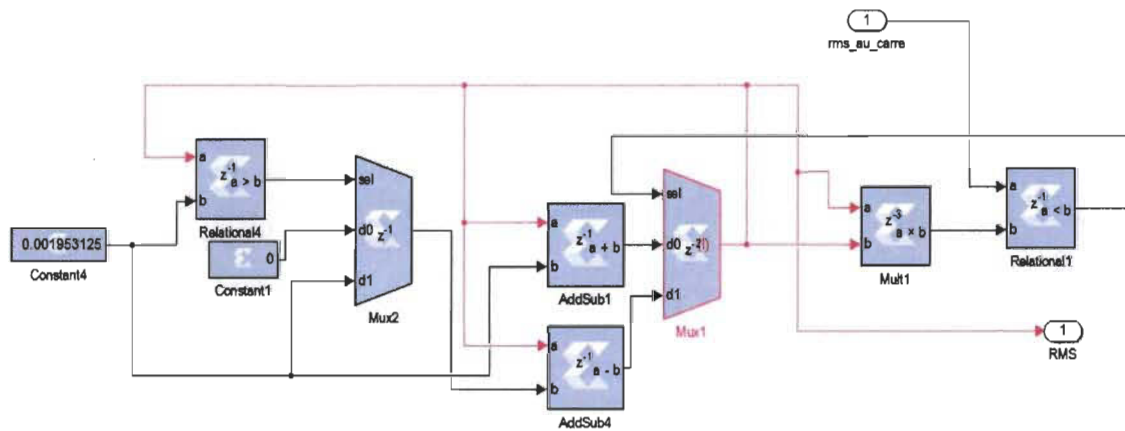 1
rms_au_carre
a
b
z-1
a > b
Relational4
0.001953125
Constant4
0
Constant1
sel
d0
d1
z-1
Mux2
a
b
z-1
a + b
AddSub1
a
b
z-1
a - b
AddSub4
sel
d0
d1
Mux1
a
b
z-3
a × b
Mult1
a
b
z-1
a < b
Relational1
1
RMS